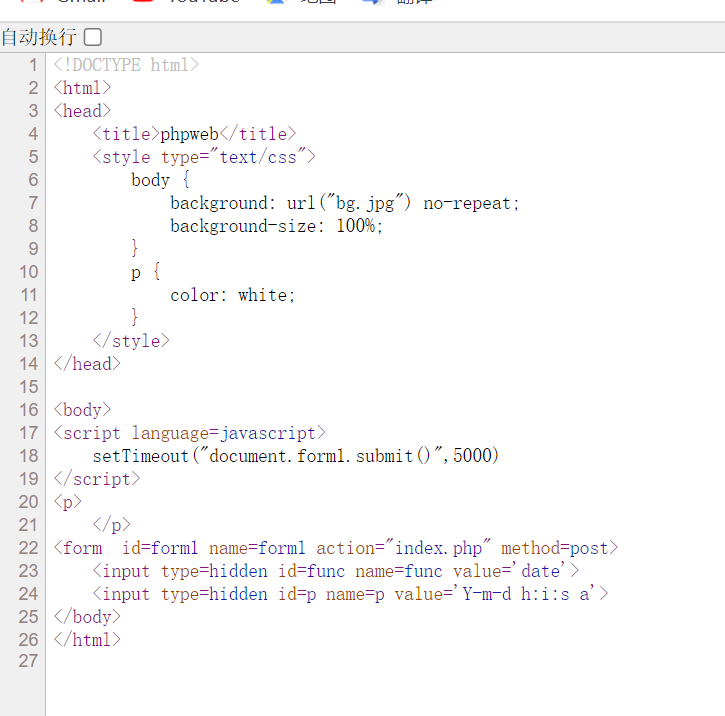 Gmail YouTube 地图 翻译
自动换行
1 <!DOCTYPE html>
2 <html>
3 <head>
4 <title>phpweb</title>
5 <style type="text/css">
6 body {
7 background: url("bg.jpg") no-repeat;
8 background-size: 100%;
9 }
10 p {
11 color: white;
12 }
13 </style>
14 </head>
15
16 <body>
17 <script language=javascript>
18 setTimeout("document.form1.submit()",5000)
19 </script>
20 <p>
21 </p>
22 <form  id=form1 name=form1 action="index.php" method=post>
23 <input type=hidden id=func name=func value='date'>
24 <input type=hidden id=p name=p value='Y-m-d h:i:s a'>
25 </body>
26 </html>
27